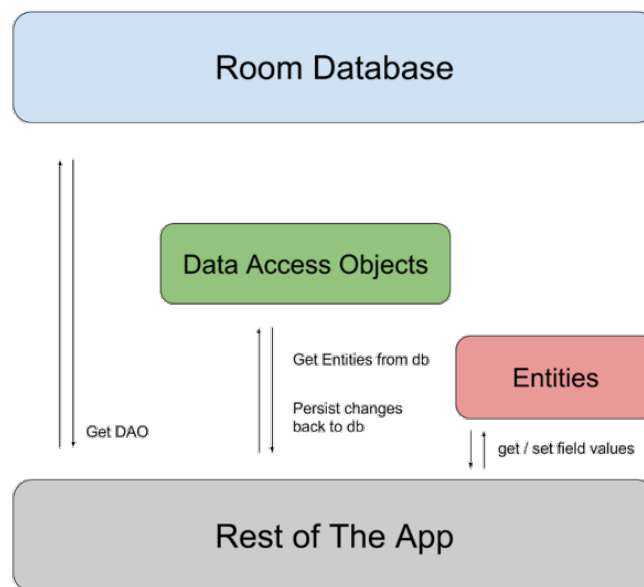 Room Database
Data Access Objects
Get Entities from db
Persist changes
back to db
Get DAO
Entities
get / set field values
Rest of The App